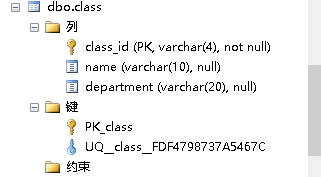 dbo.class
列
class_id (PK, varchar(4), not null)
name (varchar(10), null)
department (varchar(20), null)
键
PK_class
UQ__class__FDF4798737A5467C
约束